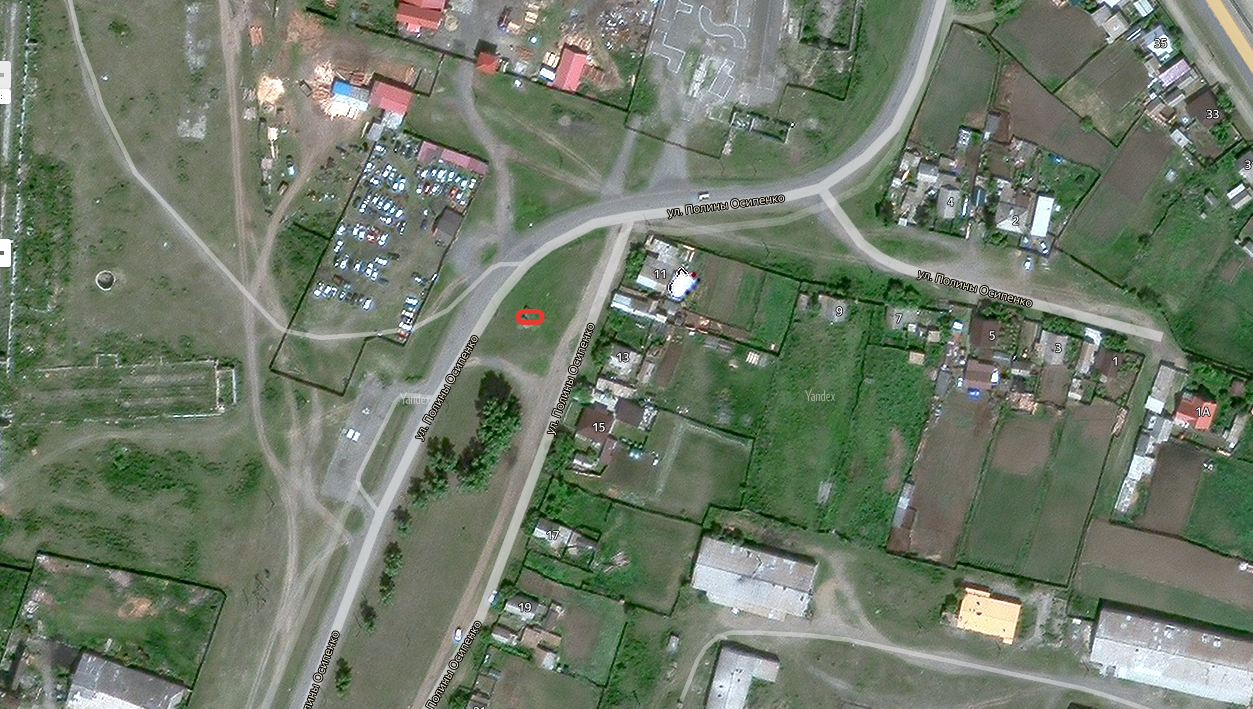 35
33
3
ул. Полины Осипенко
4
2
ул. Полины Осипенко
11
9
7
5
3
1
ул. Полины Осипенко
ул. Полины Осипенко
13
Yandex
Yandex
1А
15
17
19
ул. Полины Осипенко
Полины Осипенко